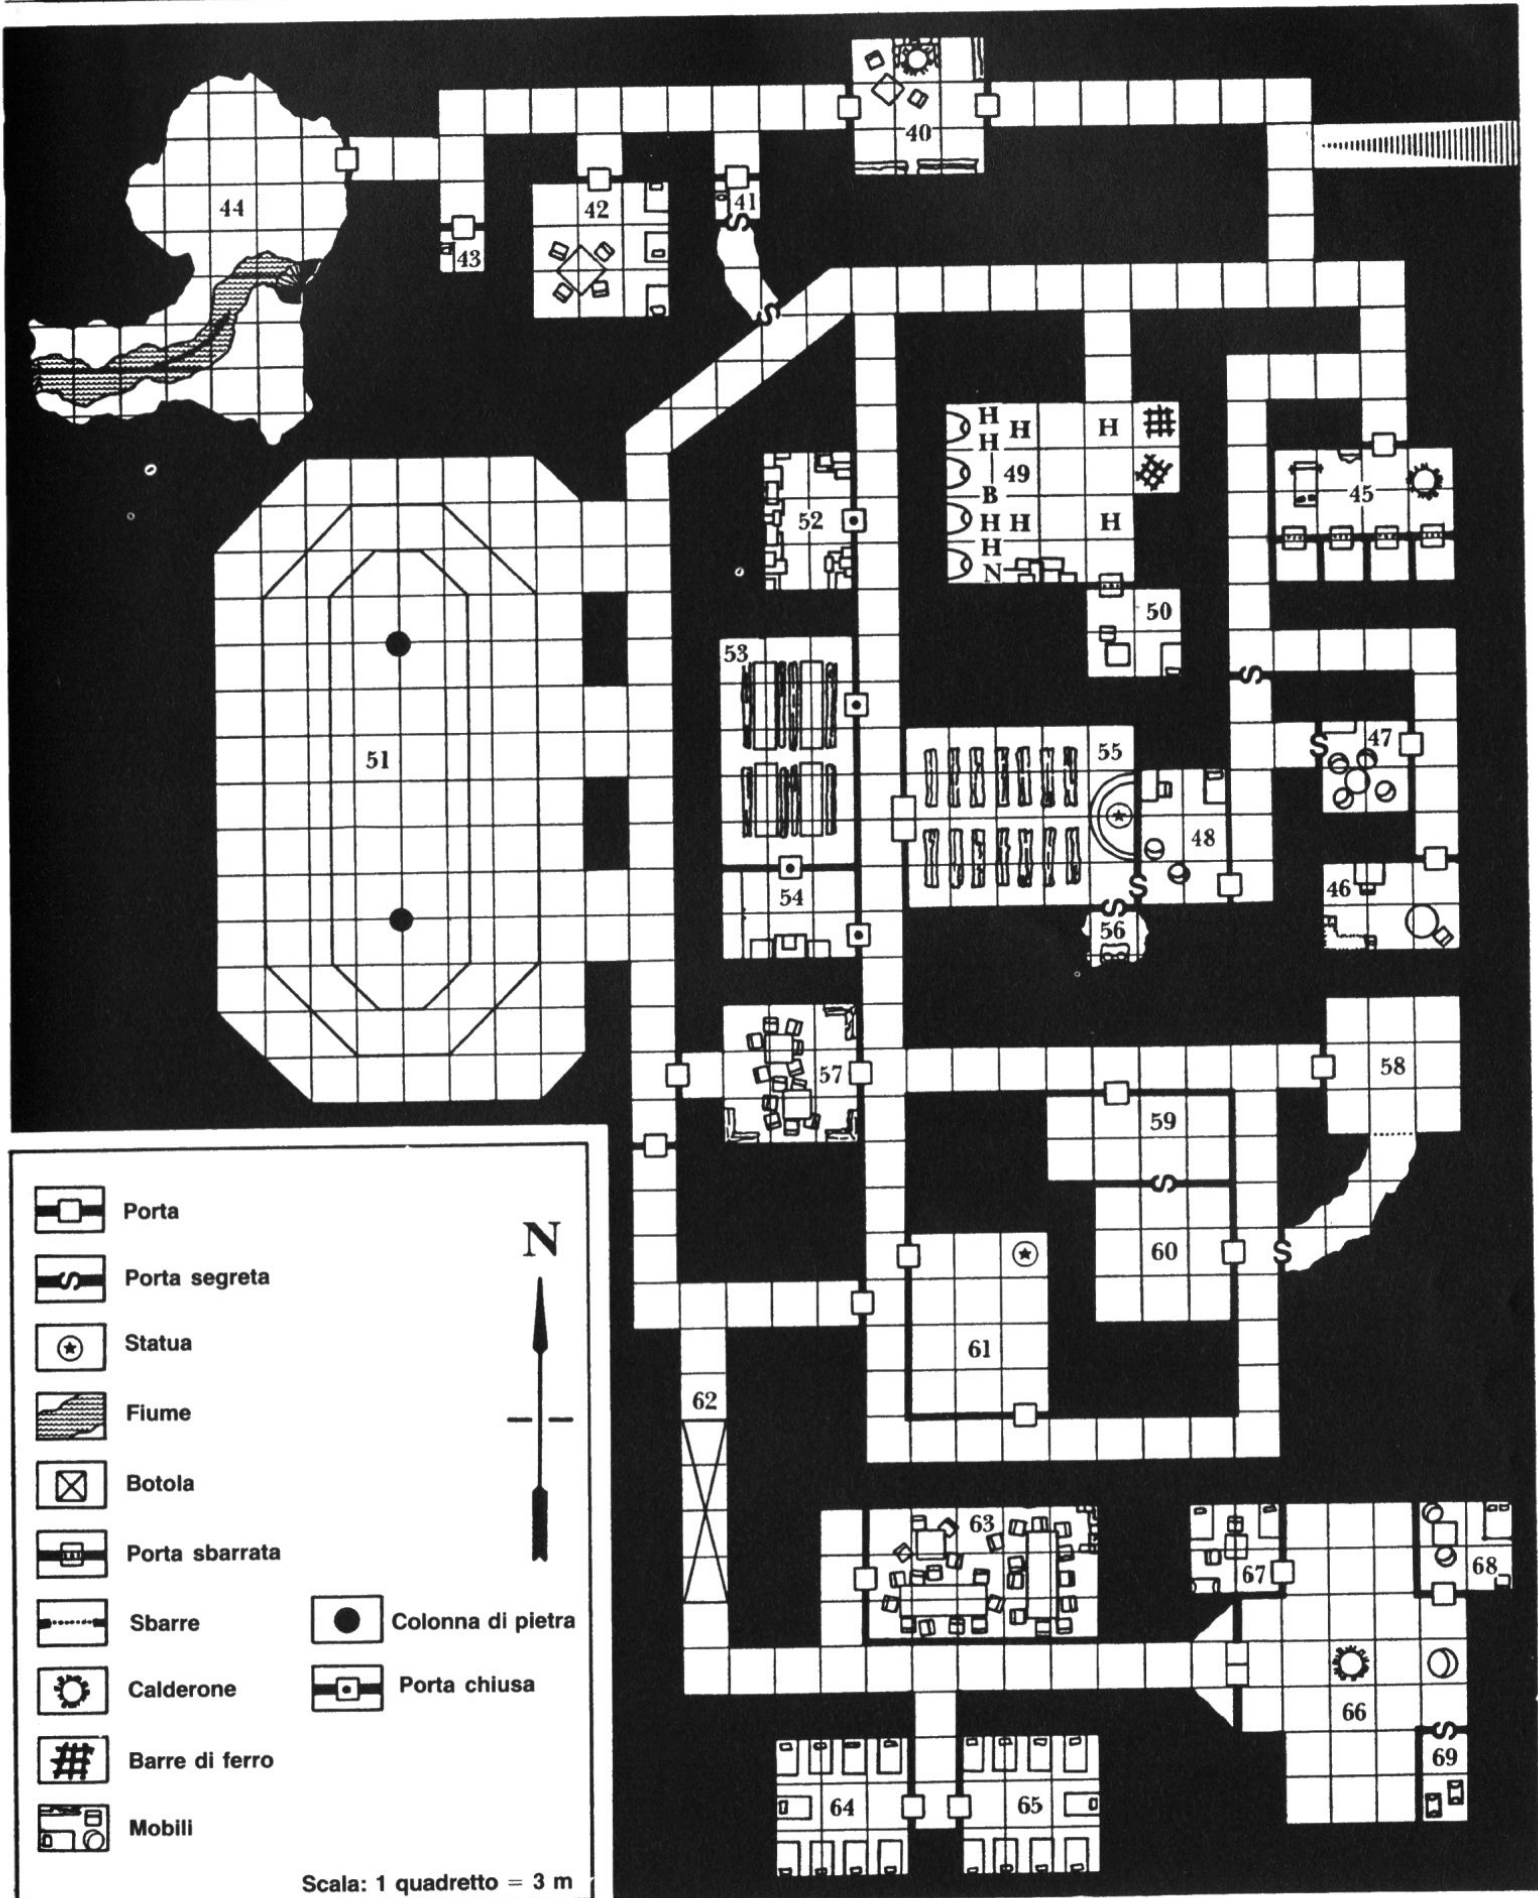 40
41
42
43
44
45
H
H
H
H
49
B
H
H
H
H
N
50
52
53
51
47
55
48
54
46
56
57
58
59
60
61
62
63
67
68
66
69
64
65
N
Porta
Porta segreta
Statua
Fiume
Botola
Porta sbarrata
Sbarre
Colonna di pietra
Calderone
Porta chiusa
Barre di ferro
Mobili
Scala: 1 quadretto = 3 m
S
S
S
S
S
S
S
S
S